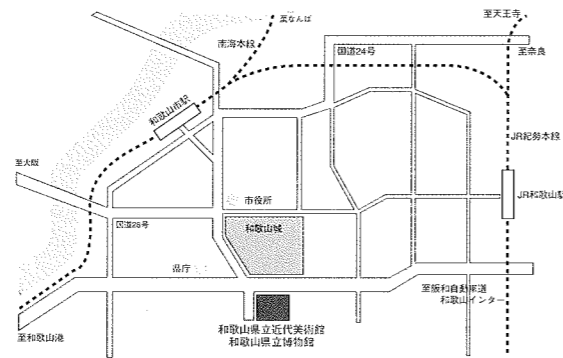 至なんば
至天王寺
南海本線
国道24号
至奈良
和歌山市駅
JR紀勢本線
至大阪
JR和歌山駅
市役所
国道26号
和歌山城
県庁
至阪和自動車道
和歌山インター
至和歌山港
和歌山県立近代美術館
和歌山県立博物館